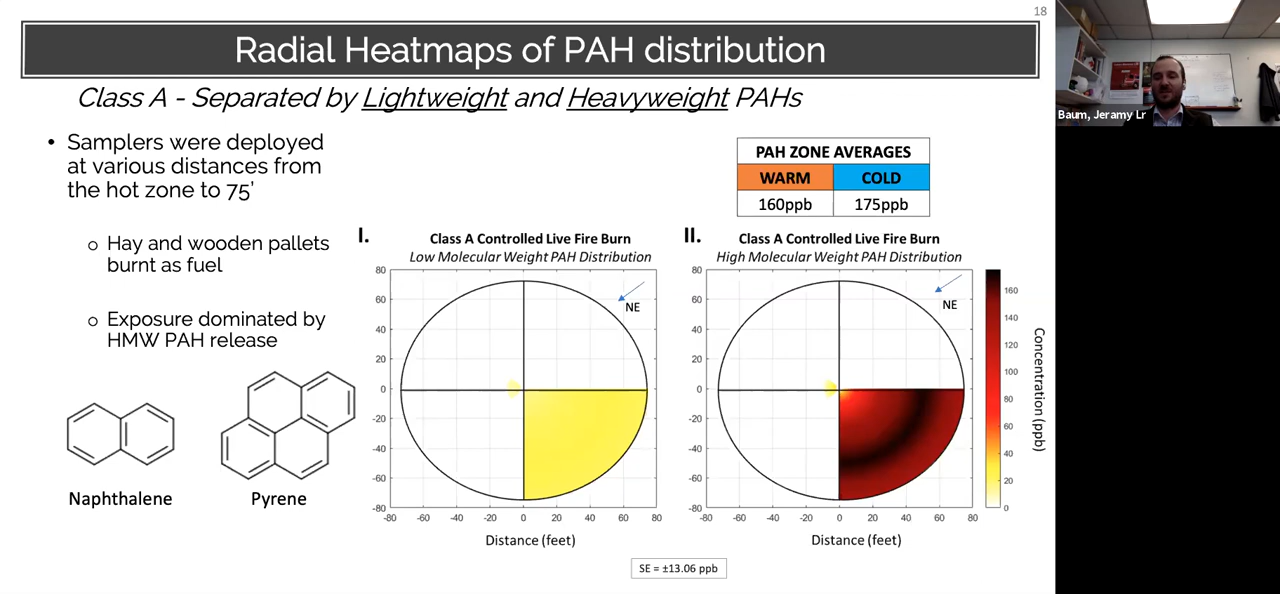 18
Radial Heatmaps of PAH distribution
Class A - Separated by Lightweight and Heavyweight PAHs
• Samplers were deployed
at various distances from
the hot zone to 75'
o Hay and wooden pallets
burnt as fuel
o Exposure dominated by
HMW PAH release
Naphthalene
Pyrene
PAH ZONE AVERAGES
WARM COLD
160ppb 175ppb
I.
Class A Controlled Live Fire Burn
Low Molecular Weight PAH Distribution
80
60
40
20
0
-20
-40
-60
-80
-80 -60 -40 -20 0 20 40 60 80
NE
Distance (feet)
II.
Class A Controlled Live Fire Burn
High Molecular Weight PAH Distribution
80
60
40
20
0
-20
-40
-60
-80
-80 -60 -40 -20 0 20 40 60 80
NE
Distance (feet)
160
140
120
100
80
60
40
20
0
Concentration (ppb)
SE = ±13.06 ppb
Baum, Jeramy Lr